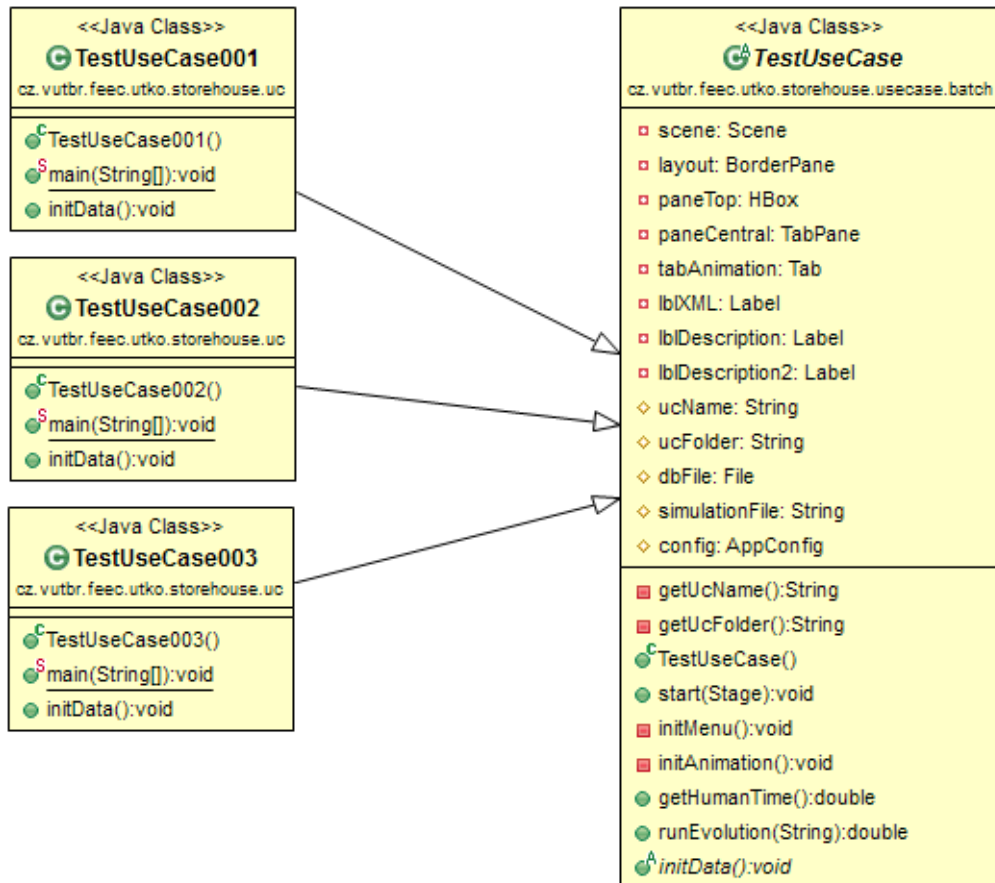 <<Java Class>>
TestUseCase001
cz.vutbr.feec.utko.storehouse.uc
TestUseCase001()
main(String[]):void
initData():void
<<Java Class>>
TestUseCase002
cz.vutbr.feec.utko.storehouse.uc
TestUseCase002()
main(String[]):void
initData():void
<<Java Class>>
TestUseCase003
cz.vutbr.feec.utko.storehouse.uc
TestUseCase003()
main(String[]):void
initData():void
<<Java Class>>
TestUseCase
cz.vutbr.feec.utko.storehouse.usecase.batch
scene: Scene
layout: BorderPane
paneTop: HBox
paneCentral: TabPane
tabAnimation: Tab
lblXML: Label
lblDescription: Label
lblDescription2: Label
ucName: String
ucFolder: String
dbFile: File
simulationFile: String
config: AppConfig
getUcName():String
getUcFolder():String
TestUseCase()
start(Stage):void
initMenu():void
initAnimation():void
getHumanTime():double
runEvolution(String):double
initData():void